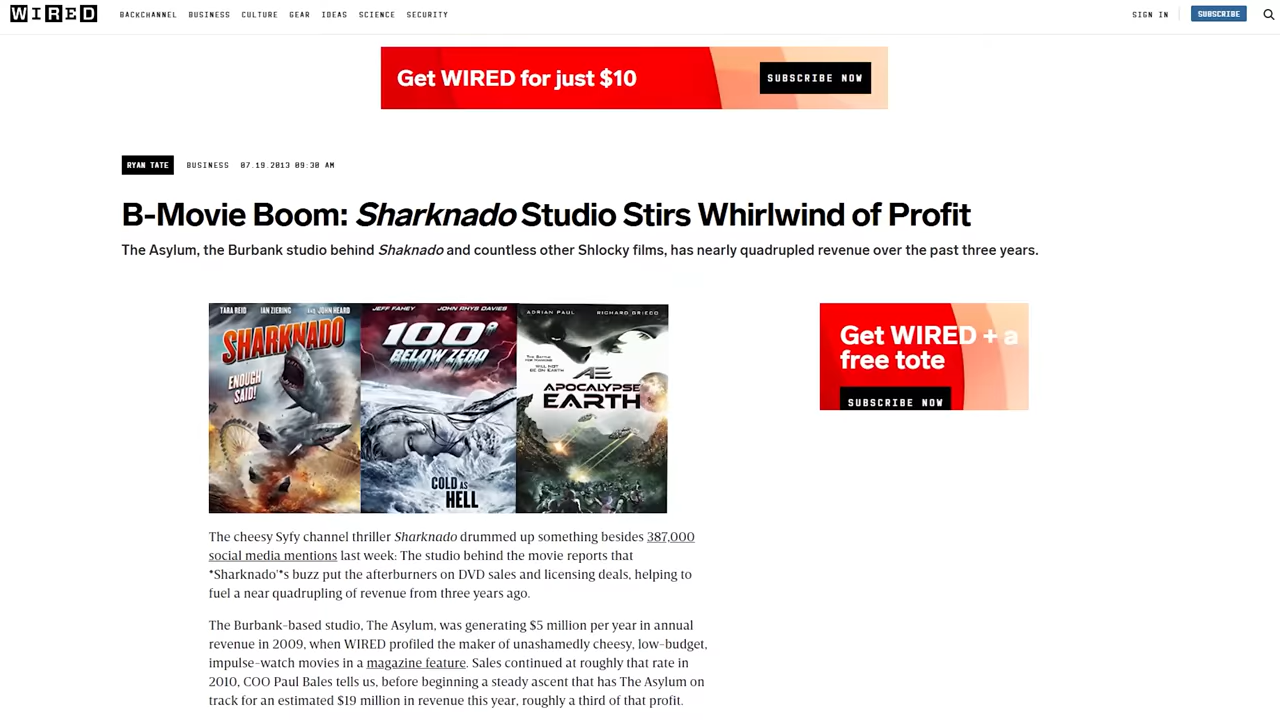 WIRED
BACKCHANNEL BUSINESS CULTURE GEAR IDEAS SCIENCE SECURITY
SIGN IN
SUBSCRIBE
Get WIRED for just $10
SUBSCRIBE NOW
RYAN TATE BUSINESS 07.19.2013 09:30 AM
B-Movie Boom: Sharknado Studio Stirs Whirlwind of Profit
The Asylum, the Burbank studio behind Shaknado and countless other Shlocky films, has nearly quadrupled revenue over the past three years.
TARA REID IAN ZIERING AND JOHN HEARD
SHARKNADO
ENOUGH
SAID!
JEFF FAHEY JOHN RHYS DAVIES
100°
BELOW ZERO
COLD AS
HELL
ADRIAN PAUL RICHARD GRIECO
THE BATTLE
FOR MANKIND
WILL NOT
BE ON EARTH
AE
APOCALYPSE
EARTH
Get WIRED + a
free tote
SUBSCRIBE NOW
The cheesy Syfy channel thriller Sharknado drummed up something besides 387,000
social media mentions last week: The studio behind the movie reports that
*Sharknado'*s buzz put the afterburners on DVD sales and licensing deals, helping to
fuel a near quadrupling of revenue from three years ago.
The Burbank-based studio, The Asylum, was generating $5 million per year in annual
revenue in 2009, when WIRED profiled the maker of unashamedly cheesy, low-budget,
impulse-watch movies in a magazine feature. Sales continued at roughly that rate in
2010, COO Paul Bales tells us, before beginning a steady ascent that has The Asylum on
track for an estimated $19 million in revenue this year, roughly a third of that profit.